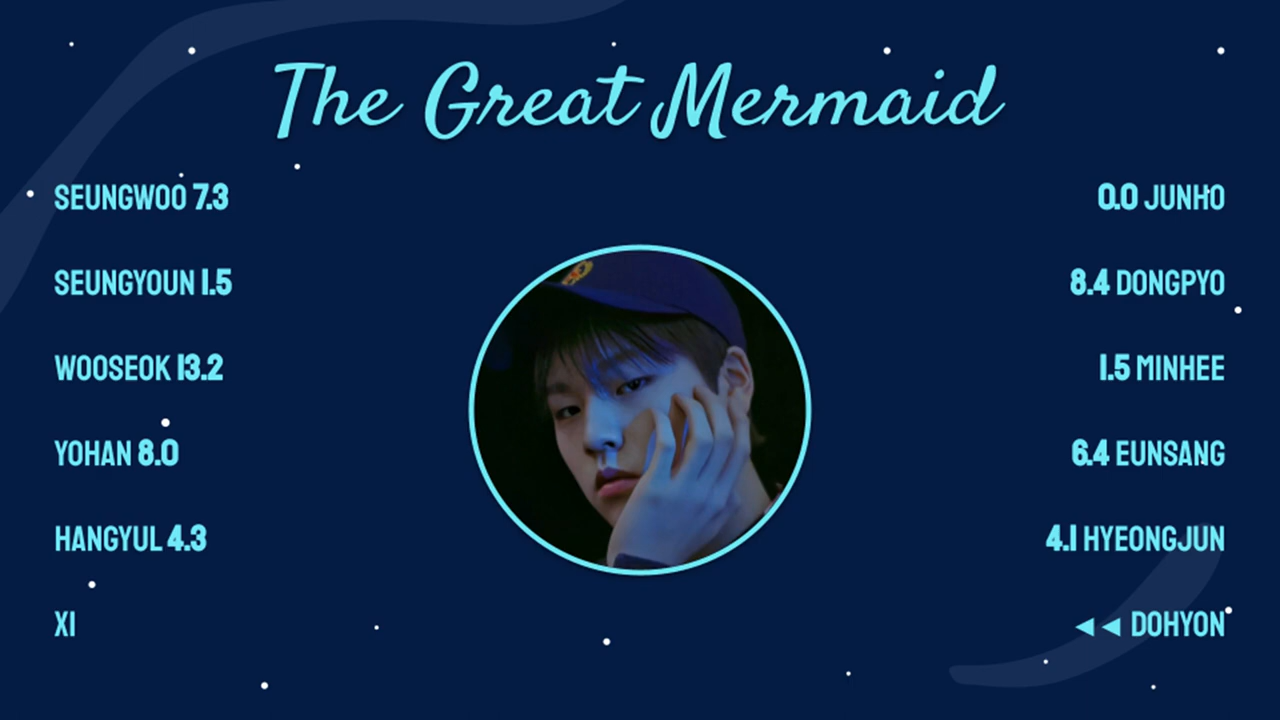 The Great Mermaid
SEUNGWOO 7.3
SEUNGYOUN 1.5
WOOSEOK 13.2
YOHAN 8.0
HANGYUL 4.3
X1
0.0 JUNHO
8.4 DONGPYO
1.5 MINHEE
6.4 EUNSANG
4.1 HYEONGJUN
◄◄ DOHYON